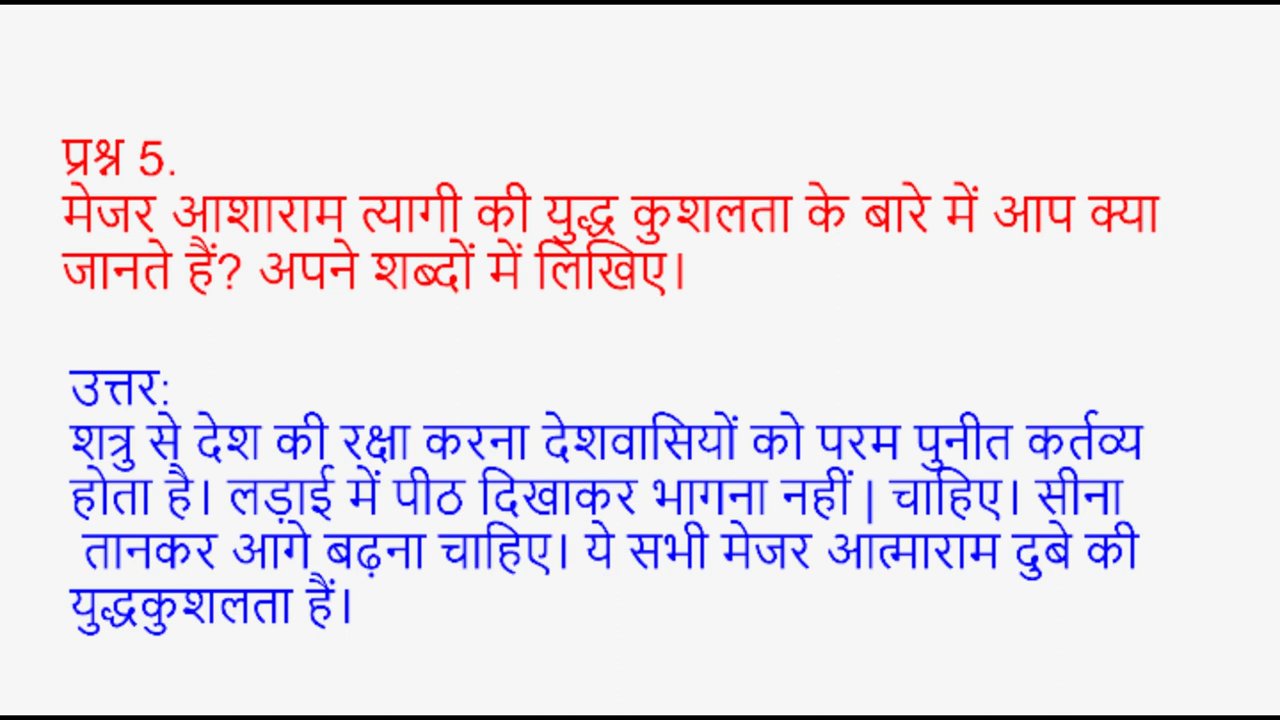 प्रश्न 5.
मेजर आशाराम त्यागी की युद्ध कुशलता के बारे में आप क्या
जानते हैं? अपने शब्दों में लिखिए।
उत्तर:
शत्रु से देश की रक्षा करना देशवासियों को परम पुनीत कर्तव्य
होता है। लड़ाई में पीठ दिखाकर भागना नहीं | चाहिए। सीना
तानकर आगे बढ़ना चाहिए। ये सभी मेजर आत्माराम दुबे की
युद्धकुशलता हैं।